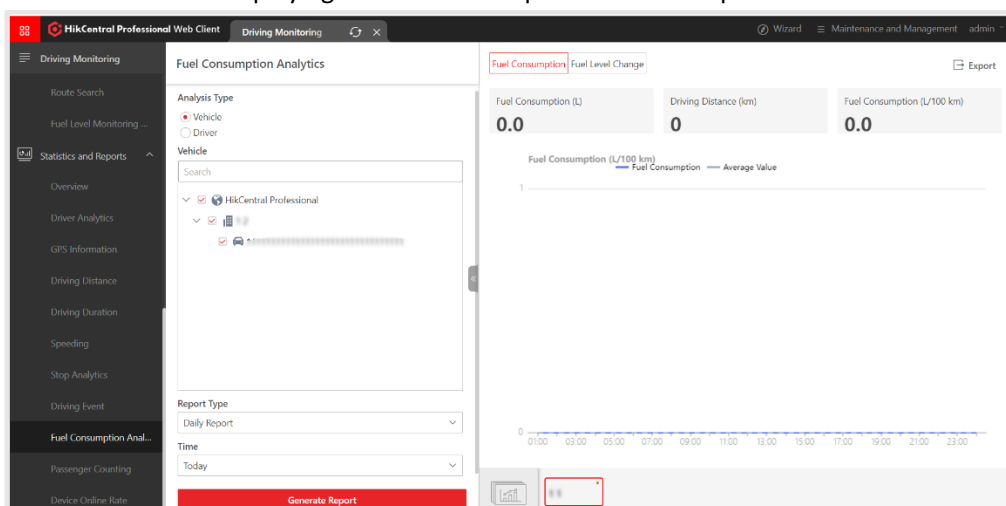 HikCentral Professional Web Client
Driving Monitoring
Wizard
Maintenance and Management
admin
Driving Monitoring
Route Search
Fuel Level Monitoring ...
Statistics and Reports
Overview
Driver Analytics
GPS Information
Driving Distance
Driving Duration
Speeding
Stop Analytics
Driving Event
Fuel Consumption Anal...
Passenger Counting
Device Online Rate
Fuel Consumption Analytics
Analysis Type
Vehicle
Driver
Vehicle
Search
HikCentral Professional
Report Type
Daily Report
Time
Today
Generate Report
Fuel Consumption Fuel Level Change
Export
Fuel Consumption (L)
0.0
Driving Distance (km)
0
Fuel Consumption (L/100 km)
0.0
Fuel Consumption (L/100 km)
Fuel Consumption Average Value
1
0
01:00 03:00 05:00 07:00 09:00 11:00 13:00 15:00 17:00 19:00 21:00 23:00